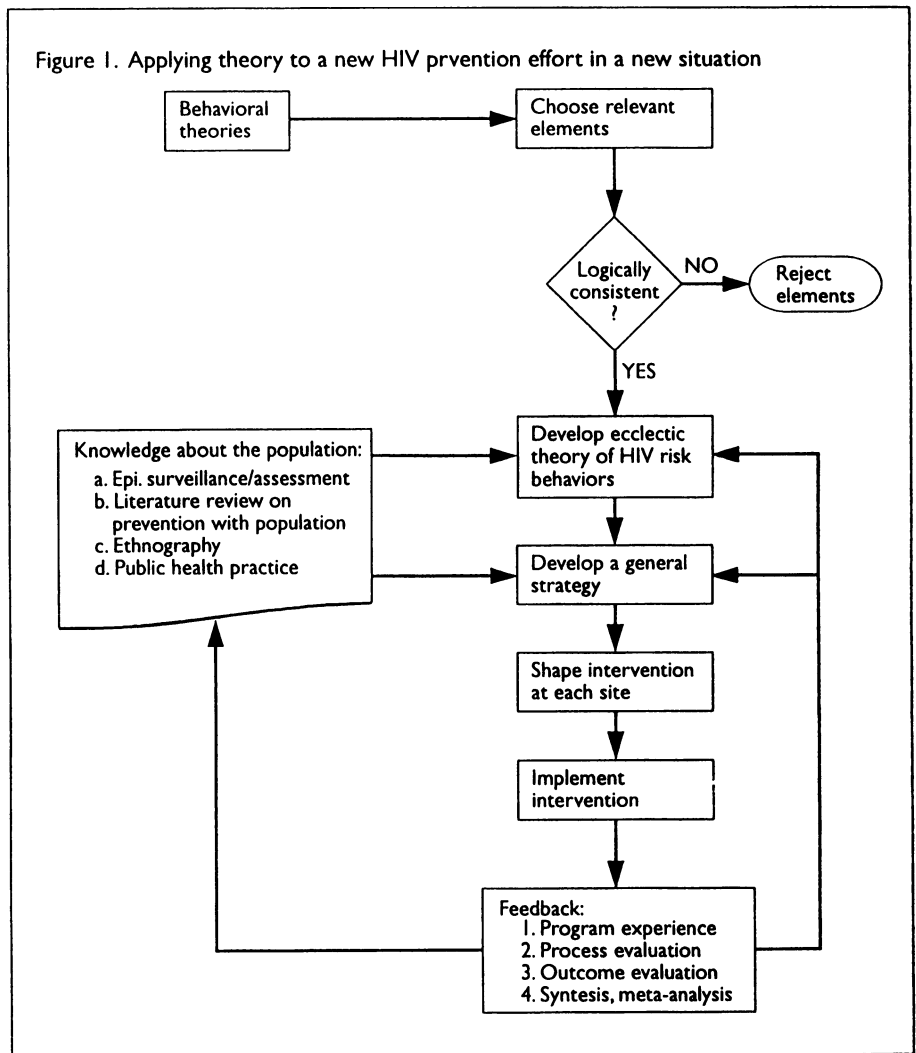 Figure 1. Applying theory to a new HIV prvention effort in a new situation
Behavioral
theories
Choose relevant
elements
Logically
consistent
?
NO
Reject
elements
YES
Knowledge about the population:
a. Epi. surveillance/assessment
b. Literature review on
prevention with population
c. Ethnography
d. Public health practice
Develop ecclectic
theory of HIV risk
behaviors
Develop a general
strategy
Shape intervention
at each site
Implement
intervention
Feedback:
1. Program experience
2. Process evaluation
3. Outcome evaluation
4. Syntesis, meta-analysis